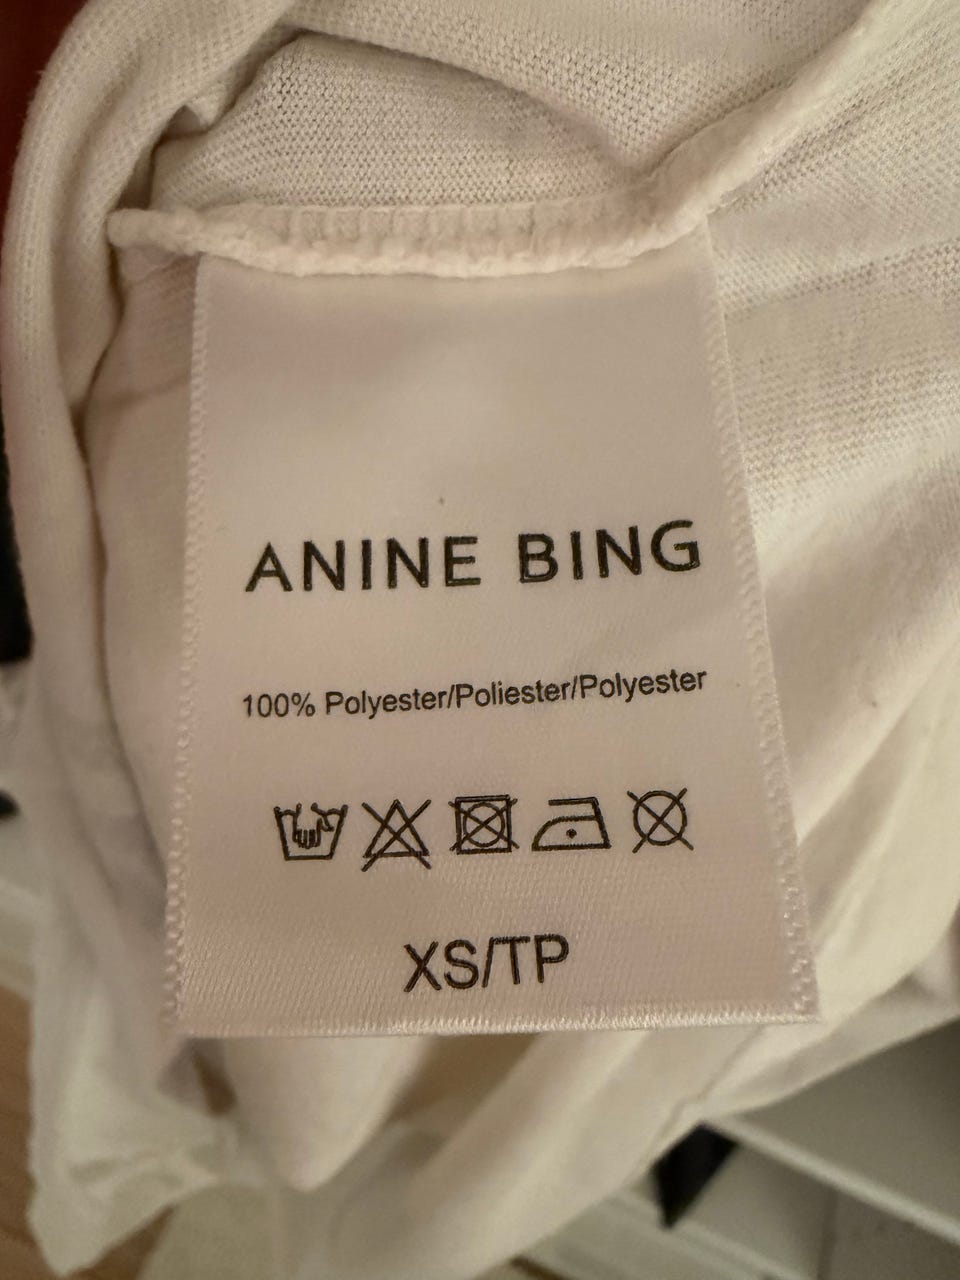 ANINE BING
100% Polyester/Poliester/Polyester
XS/TP